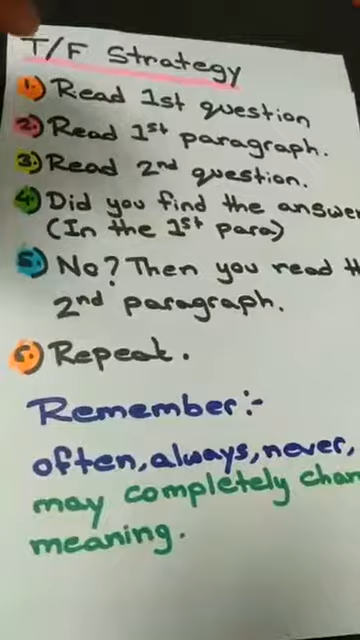 T/F Strategy
1. Read 1st question
2. Read 1st paragraph.
3. Read 2nd question.
4. Did you find the answer
(In the 1st para)
5. No? Then you read th
2nd paragraph.
6. Repeat.
Remember:-
often, always, never,
may completely chan
meaning.